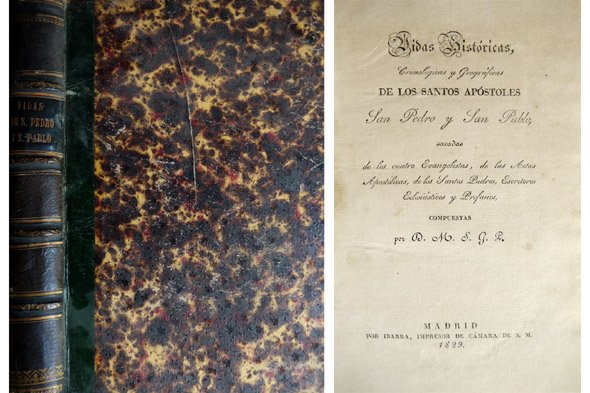 VIDAS
DE S. PEDRO
Y S. PABLO
Vidas Históricas,
Cronológicas y Geográficas
DE LOS SANTOS APÓSTOLES
San Pedro y San Pablo,
sacadas
de los cuatro Evangelistas, de las Actas
Apostólicas, de los Santos Padres, Escritores
Eclesiásticos y Profanos,
COMPUESTAS
por D. M. S. G. P.
MADRID
POR IBARRA, IMPRESOR DE CÁMARA DE S. M.
1829.